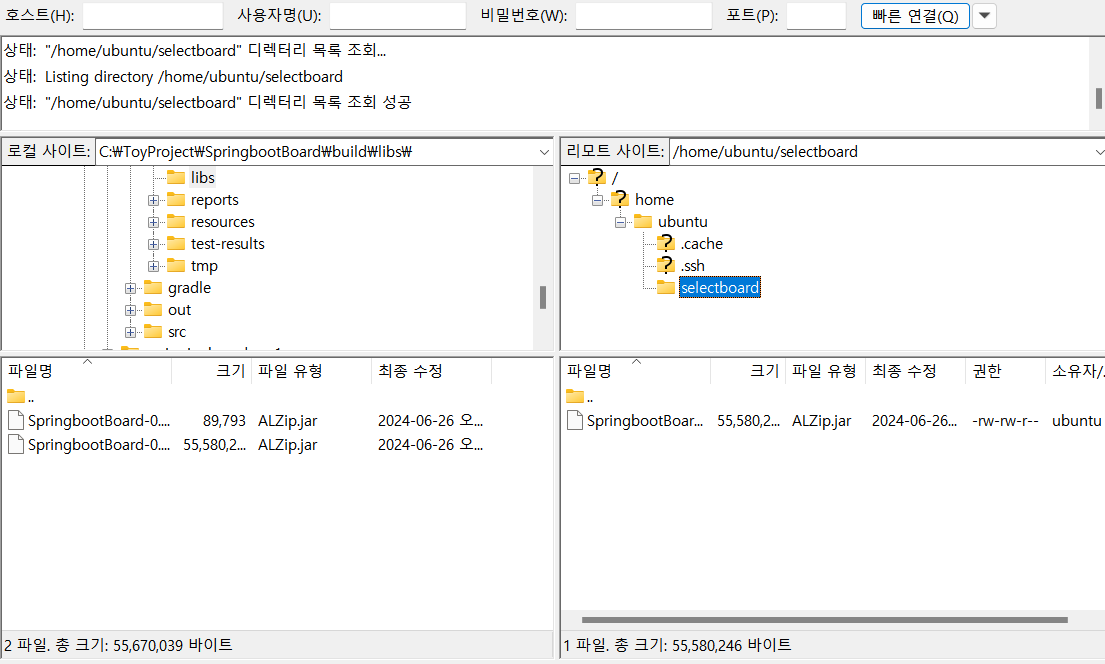 호스트(H): 사용자명(U): 비밀번호(W): 포트(P): 빠른 연결(Q)
상태: "/home/ubuntu/selectboard" 디렉터리 목록 조회...
상태: Listing directory /home/ubuntu/selectboard
상태: "/home/ubuntu/selectboard" 디렉터리 목록 조회 성공
로컬 사이트: C:₩ToyProject₩SpringbootBoard₩build₩libs₩
libs
reports
resources
test-results
tmp
gradle
out
src
리모트 사이트: /home/ubuntu/selectboard
/
home
ubuntu
.cache
.ssh
selectboard
파일명 크기 파일 유형 최종 수정
..
SpringbootBoard-0.... 89,793 ALZip.jar 2024-06-26 오...
SpringbootBoard-0.... 55,580,2... ALZip.jar 2024-06-26 오...
2 파일. 총 크기: 55,670,039 바이트
파일명 크기 파일 유형 최종 수정 권한 소유자/.
..
SpringbootBoar... 55,580,2... ALZip.jar 2024-06-26... -rw-rw-r-- ubuntu
1 파일. 총 크기: 55,580,246 바이트